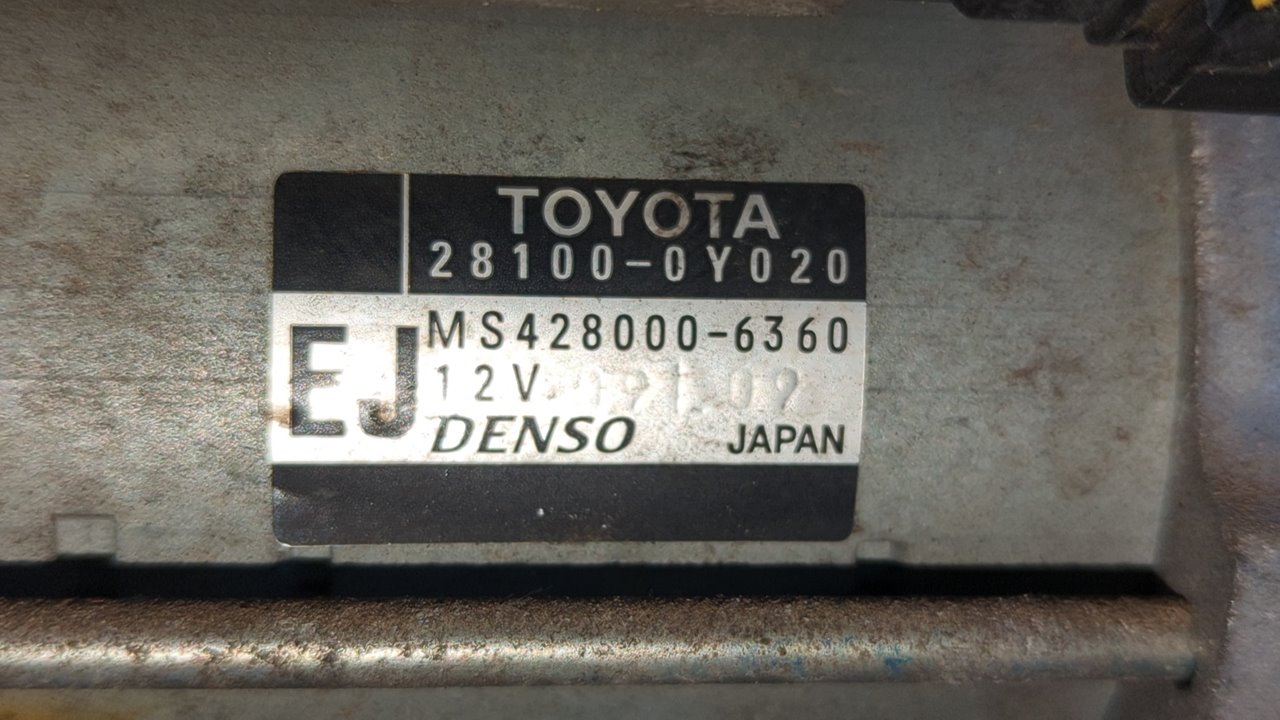 TOYOTA
28100-0Y020
EJ
MS428000-6360
12V
DENSO JAPAN